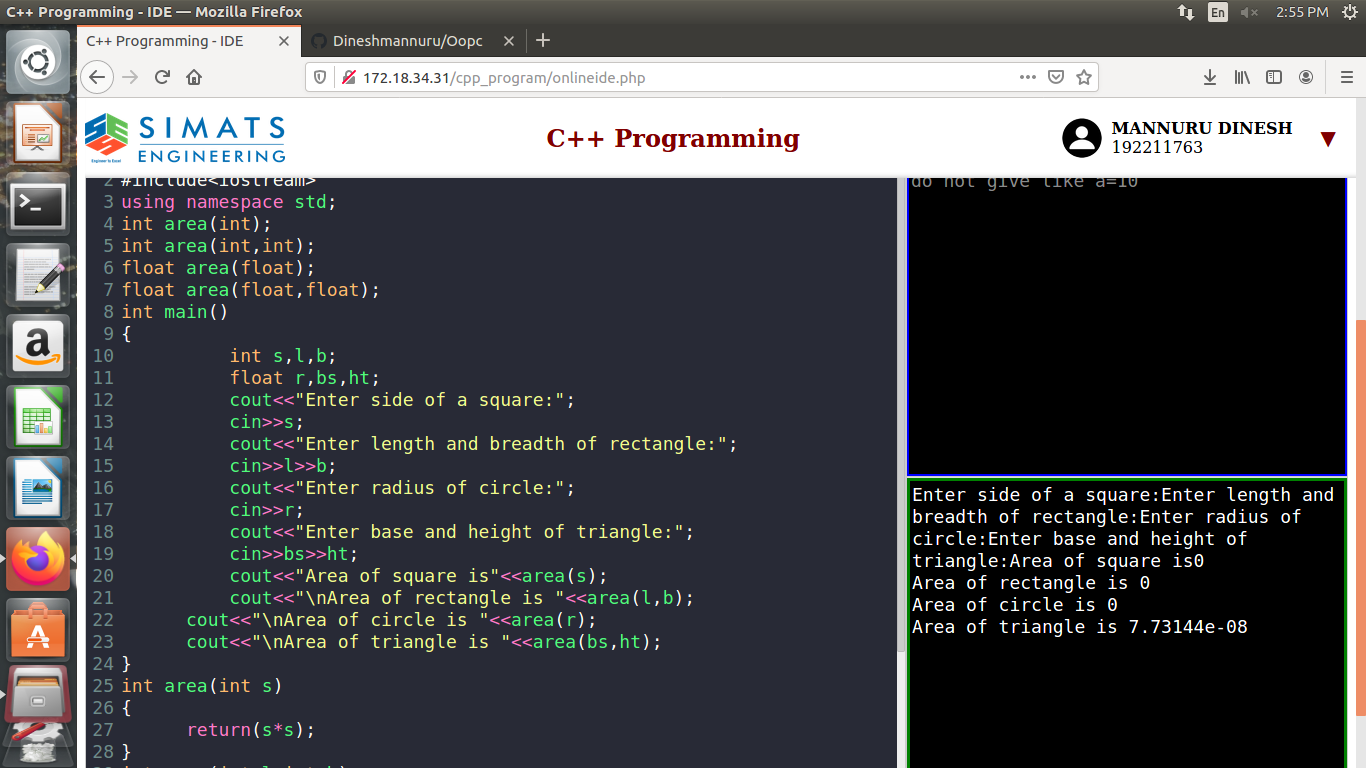 C++ Programming - IDE — Mozilla Firefox
En
2:55 PM
C++ Programming - IDE
Dineshmannuru/Oopc
172.18.34.31/cpp_program/onlineide.php
SIMATS
ENGINEERING
Engineer to Excel
C++ Programming
MANNURU DINESH
192211763
2 #include<iostream>
3 using namespace std;
4 int area(int);
5 int area(int,int);
6 float area(float);
7 float area(float,float);
8 int main()
9 {
10 int s,l,b;
11 float r,bs,ht;
12 cout<<"Enter side of a square:";
13 cin>>s;
14 cout<<"Enter length and breadth of rectangle:";
15 cin>>l>>b;
16 cout<<"Enter radius of circle:";
17 cin>>r;
18 cout<<"Enter base and height of triangle:";
19 cin>>bs>>ht;
20 cout<<"Area of square is"<<area(s);
21 cout<<"\nArea of rectangle is "<<area(l,b);
22 cout<<"\nArea of circle is "<<area(r);
23 cout<<"\nArea of triangle is "<<area(bs,ht);
24 }
25 int area(int s)
26 {
27 return(s*s);
28 }
do not give like a=10
Enter side of a square:Enter length and
breadth of rectangle:Enter radius of
circle:Enter base and height of
triangle:Area of square is0
Area of rectangle is 0
Area of circle is 0
Area of triangle is 7.73144e-08